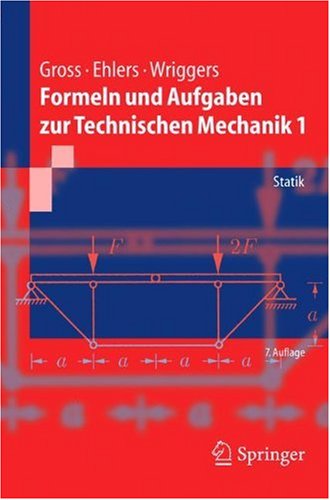 Gross · Ehlers · Wriggers
Formeln und Aufgaben
zur Technischen Mechanik 1
Statik
F
2F
a
a a a a
7. Auflage
Springer